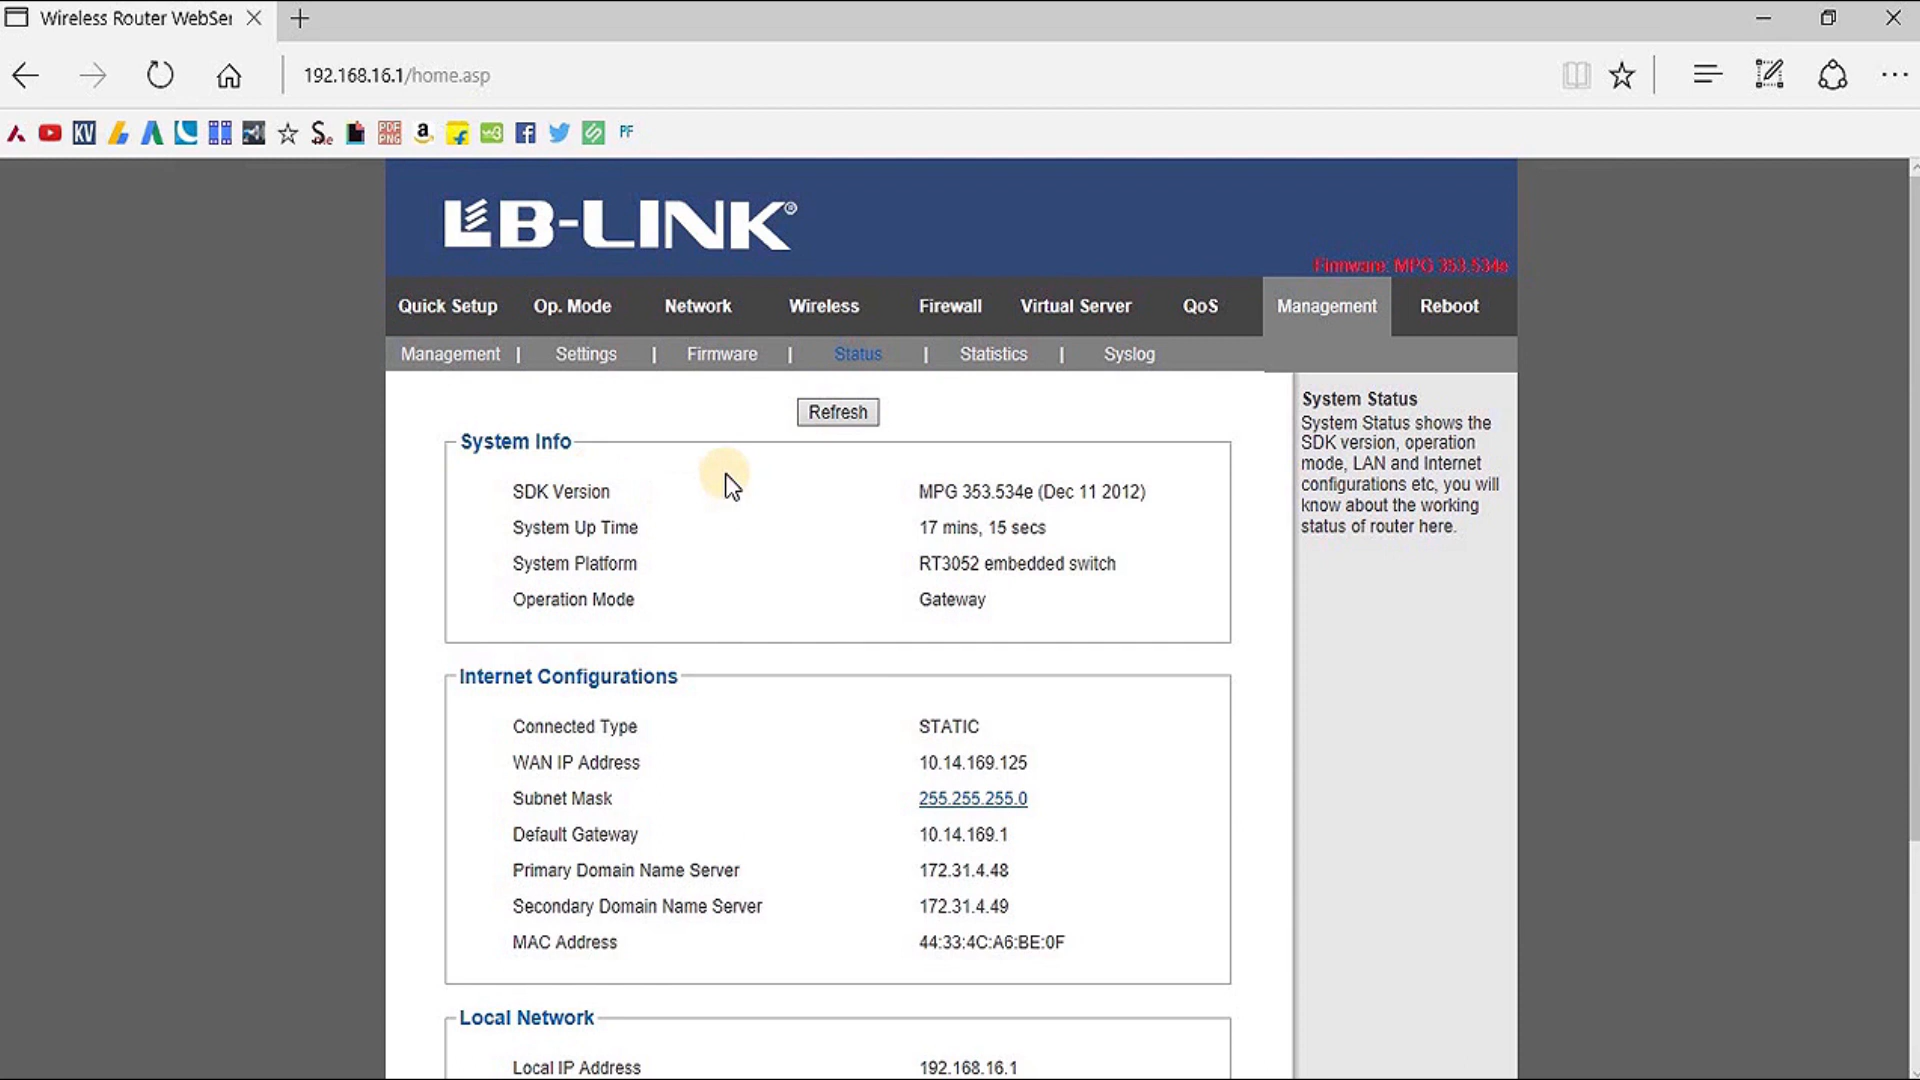 Wireless Router WebSer
192.168.16.1/home.asp
KV
S.e
PDF PNG
a
w3
PF
LB-LINK®
Firmware: MPG 353.534e
Quick Setup Op. Mode Network Wireless Firewall Virtual Server QoS Management Reboot
Management | Settings | Firmware | Status | Statistics | Syslog
Refresh
System Info
SDK Version MPG 353.534e (Dec 11 2012)
System Up Time 17 mins, 15 secs
System Platform RT3052 embedded switch
Operation Mode Gateway
Internet Configurations
Connected Type STATIC
WAN IP Address 10.14.169.125
Subnet Mask 255.255.255.0
Default Gateway 10.14.169.1
Primary Domain Name Server 172.31.4.48
Secondary Domain Name Server 172.31.4.49
MAC Address 44:33:4C:A6:BE:0F
Local Network
Local IP Address 192.168.16.1
System Status
System Status shows the
SDK version, operation
mode, LAN and Internet
configurations etc, you will
know about the working
status of router here.